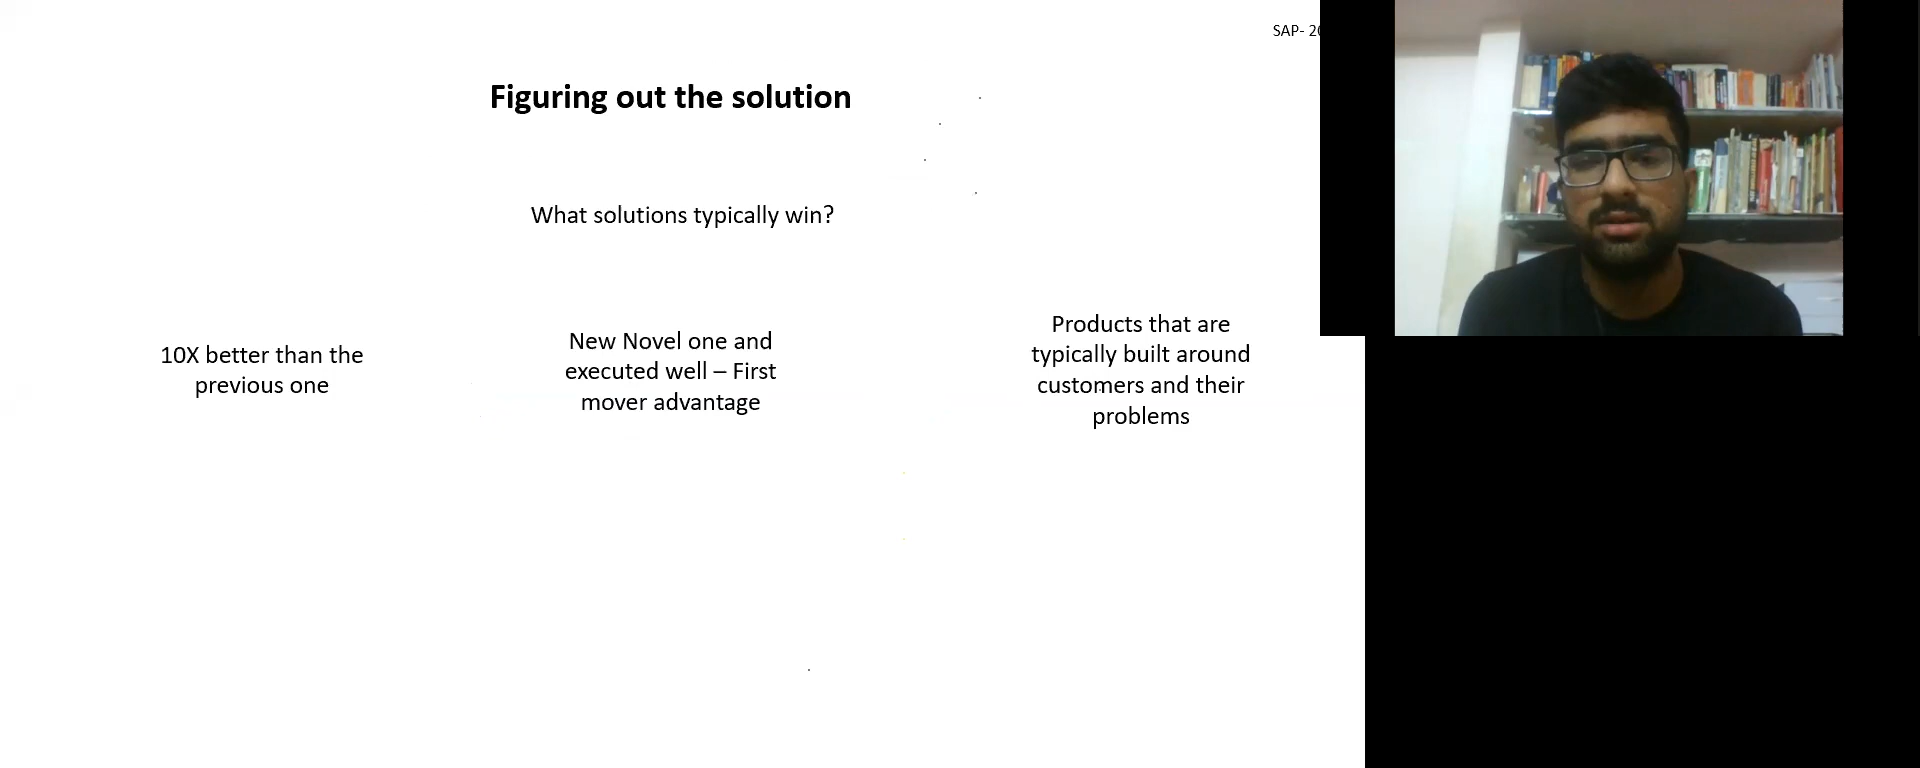 SAP- 20
Figuring out the solution
What solutions typically win?
10X better than the
previous one
New Novel one and
executed well – First
mover advantage
Products that are
typically built around
customers and their
problems